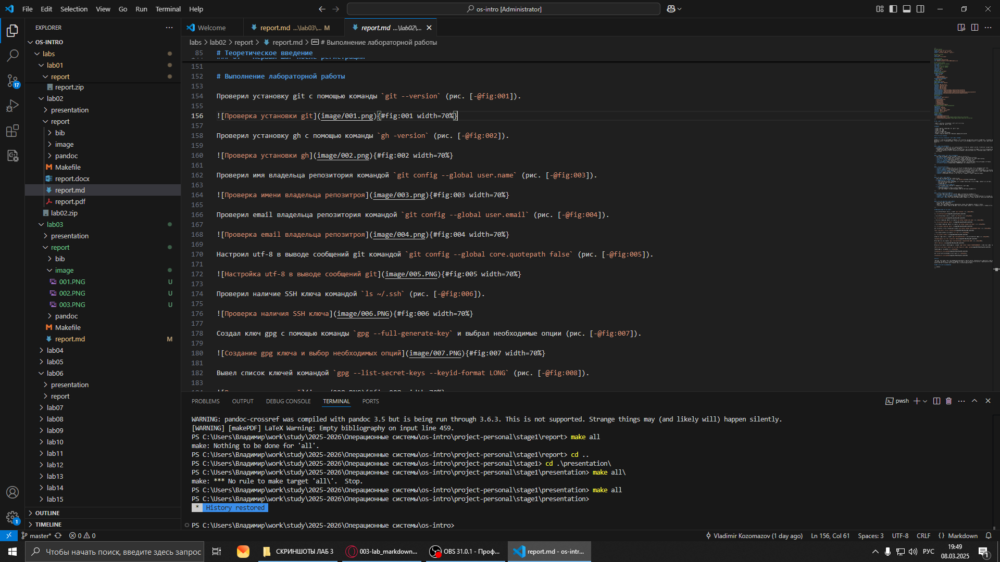 File Edit Selection View Go Run Terminal Help
os-intro [Administrator]
EXPLORER
Welcome
report.md ...\lab03\... M
report.md ...\lab02\...
OS-INTRO
labs
lab01
report
report.zip
lab02
presentation
report
bib
image
pandoc
Makefile
report.docx
report.md
report.pdf
lab02.zip
lab03
presentation
report
bib
image
001.PNG U
002.PNG U
003.PNG U
pandoc
Makefile
report.md M
lab04
lab05
lab06
presentation
report
lab07
lab08
lab09
lab10
lab11
lab12
lab13
lab14
lab15
OUTLINE
TIMELINE
17
1
labs > lab02 > report > report.md > # Выполнение лабораторной работы
85 # Теоретическое введение
151
152 # Выполнение лабораторной работы
153
154 Проверил установку git с помощью команды `git --version` (рис. [-@fig:001]).
155
156 ![Проверка установки git](image/001.png){#fig:001 width=70%}
157
158 Проверил установку gh с помощью команды `gh -version` (рис. [-@fig:002]).
159
160 ![Проверка установки gh](image/002.png){#fig:002 width=70%}
161
162 Проверил имя владельца репозитория командой `git config --global user.name` (рис. [-@fig:003]).
163
164 ![Проверка имени владельца репозитроя](image/003.png){#fig:003 width=70%}
165
166 Проверил email владельца репозитория командой `git config --global user.email` (рис. [-@fig:004]).
167
168 ![Проверка email владельца репозитроя](image/004.png){#fig:004 width=70%}
169
170 Настроил utf-8 в выводе сообщений git командой `git config --global core.quotepath false` (рис. [-@fig:005]).
171
172 ![Настройка utf-8 в выводе сообщений git](image/005.PNG){#fig:005 width=70%}
173
174 Проверил наличие SSH ключа командой `ls ~/.ssh` (рис. [-@fig:006]).
175
176 ![Проверка наличия SSH ключа](image/006.PNG){#fig:006 width=70%}
177
178 Создал ключ gpg с помощью команды `gpg --full-generate-key` и выбрал необходимые опции (рис. [-@fig:007]).
179
180 ![Создание gpg ключа и выбор необходимых опций](image/007.PNG){#fig:007 width=70%}
181
182 Вывел список ключей командой `gpg --list-secret-keys --keyid-format LONG` (рис. [-@fig:008]).
183
PROBLEMS OUTPUT DEBUG CONSOLE TERMINAL PORTS
pwsh
WARNING: pandoc-crossref was compiled with pandoc 3.5 but is being run through 3.6.3. This is not supported. Strange things may (and likely will) happen silently.
[WARNING] [makePDF] LaTeX Warning: Empty bibliography on input line 459.
PS C:\Users\Владимир\work\study\2025-2026\Операционные системы\os-intro\project-personal\stage1\report> make all
make: Nothing to be done for 'all'.
PS C:\Users\Владимир\work\study\2025-2026\Операционные системы\os-intro\project-personal\stage1\report> cd ..
PS C:\Users\Владимир\work\study\2025-2026\Операционные системы\os-intro\project-personal\stage1> cd .\presentation\
PS C:\Users\Владимир\work\study\2025-2026\Операционные системы\os-intro\project-personal\stage1\presentation> make all\
make: *** No rule to make target 'all\'. Stop.
PS C:\Users\Владимир\work\study\2025-2026\Операционные системы\os-intro\project-personal\stage1\presentation> make all
PS C:\Users\Владимир\work\study\2025-2026\Операционные системы\os-intro\project-personal\stage1\presentation>
* History restored
PS C:\Users\Владимир\work\study\2025-2026\Операционные системы\os-intro>
master* 0 0
Vladimir Kozomazov (1 day ago) Ln 156, Col 61 Spaces: 3 UTF-8 CRLF {} Markdown
Чтобы начать поиск, введите здесь запрос
СКРИНШОТЫ ЛАБ 3
003-lab_markdown...
OBS 31.0.1 - Проф...
report.md - os-intr...
РУС
19:49
08.03.2025
1